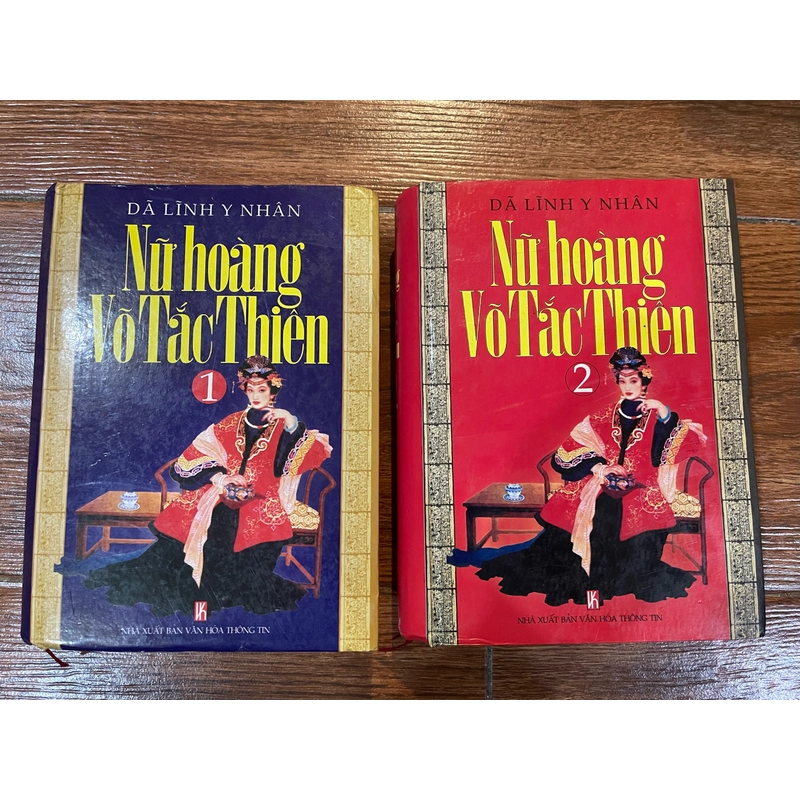 DÃ LĨNH Y NHÂN
Nữ hoàng
Võ Tắc Thiên
1
NHÀ XUẤT BẢN VĂN HÓA THÔNG TIN
DÃ LĨNH Y NHÂN
Nữ hoàng
Võ Tắc Thiên
2
NHÀ XUẤT BẢN VĂN HÓA THÔNG TIN